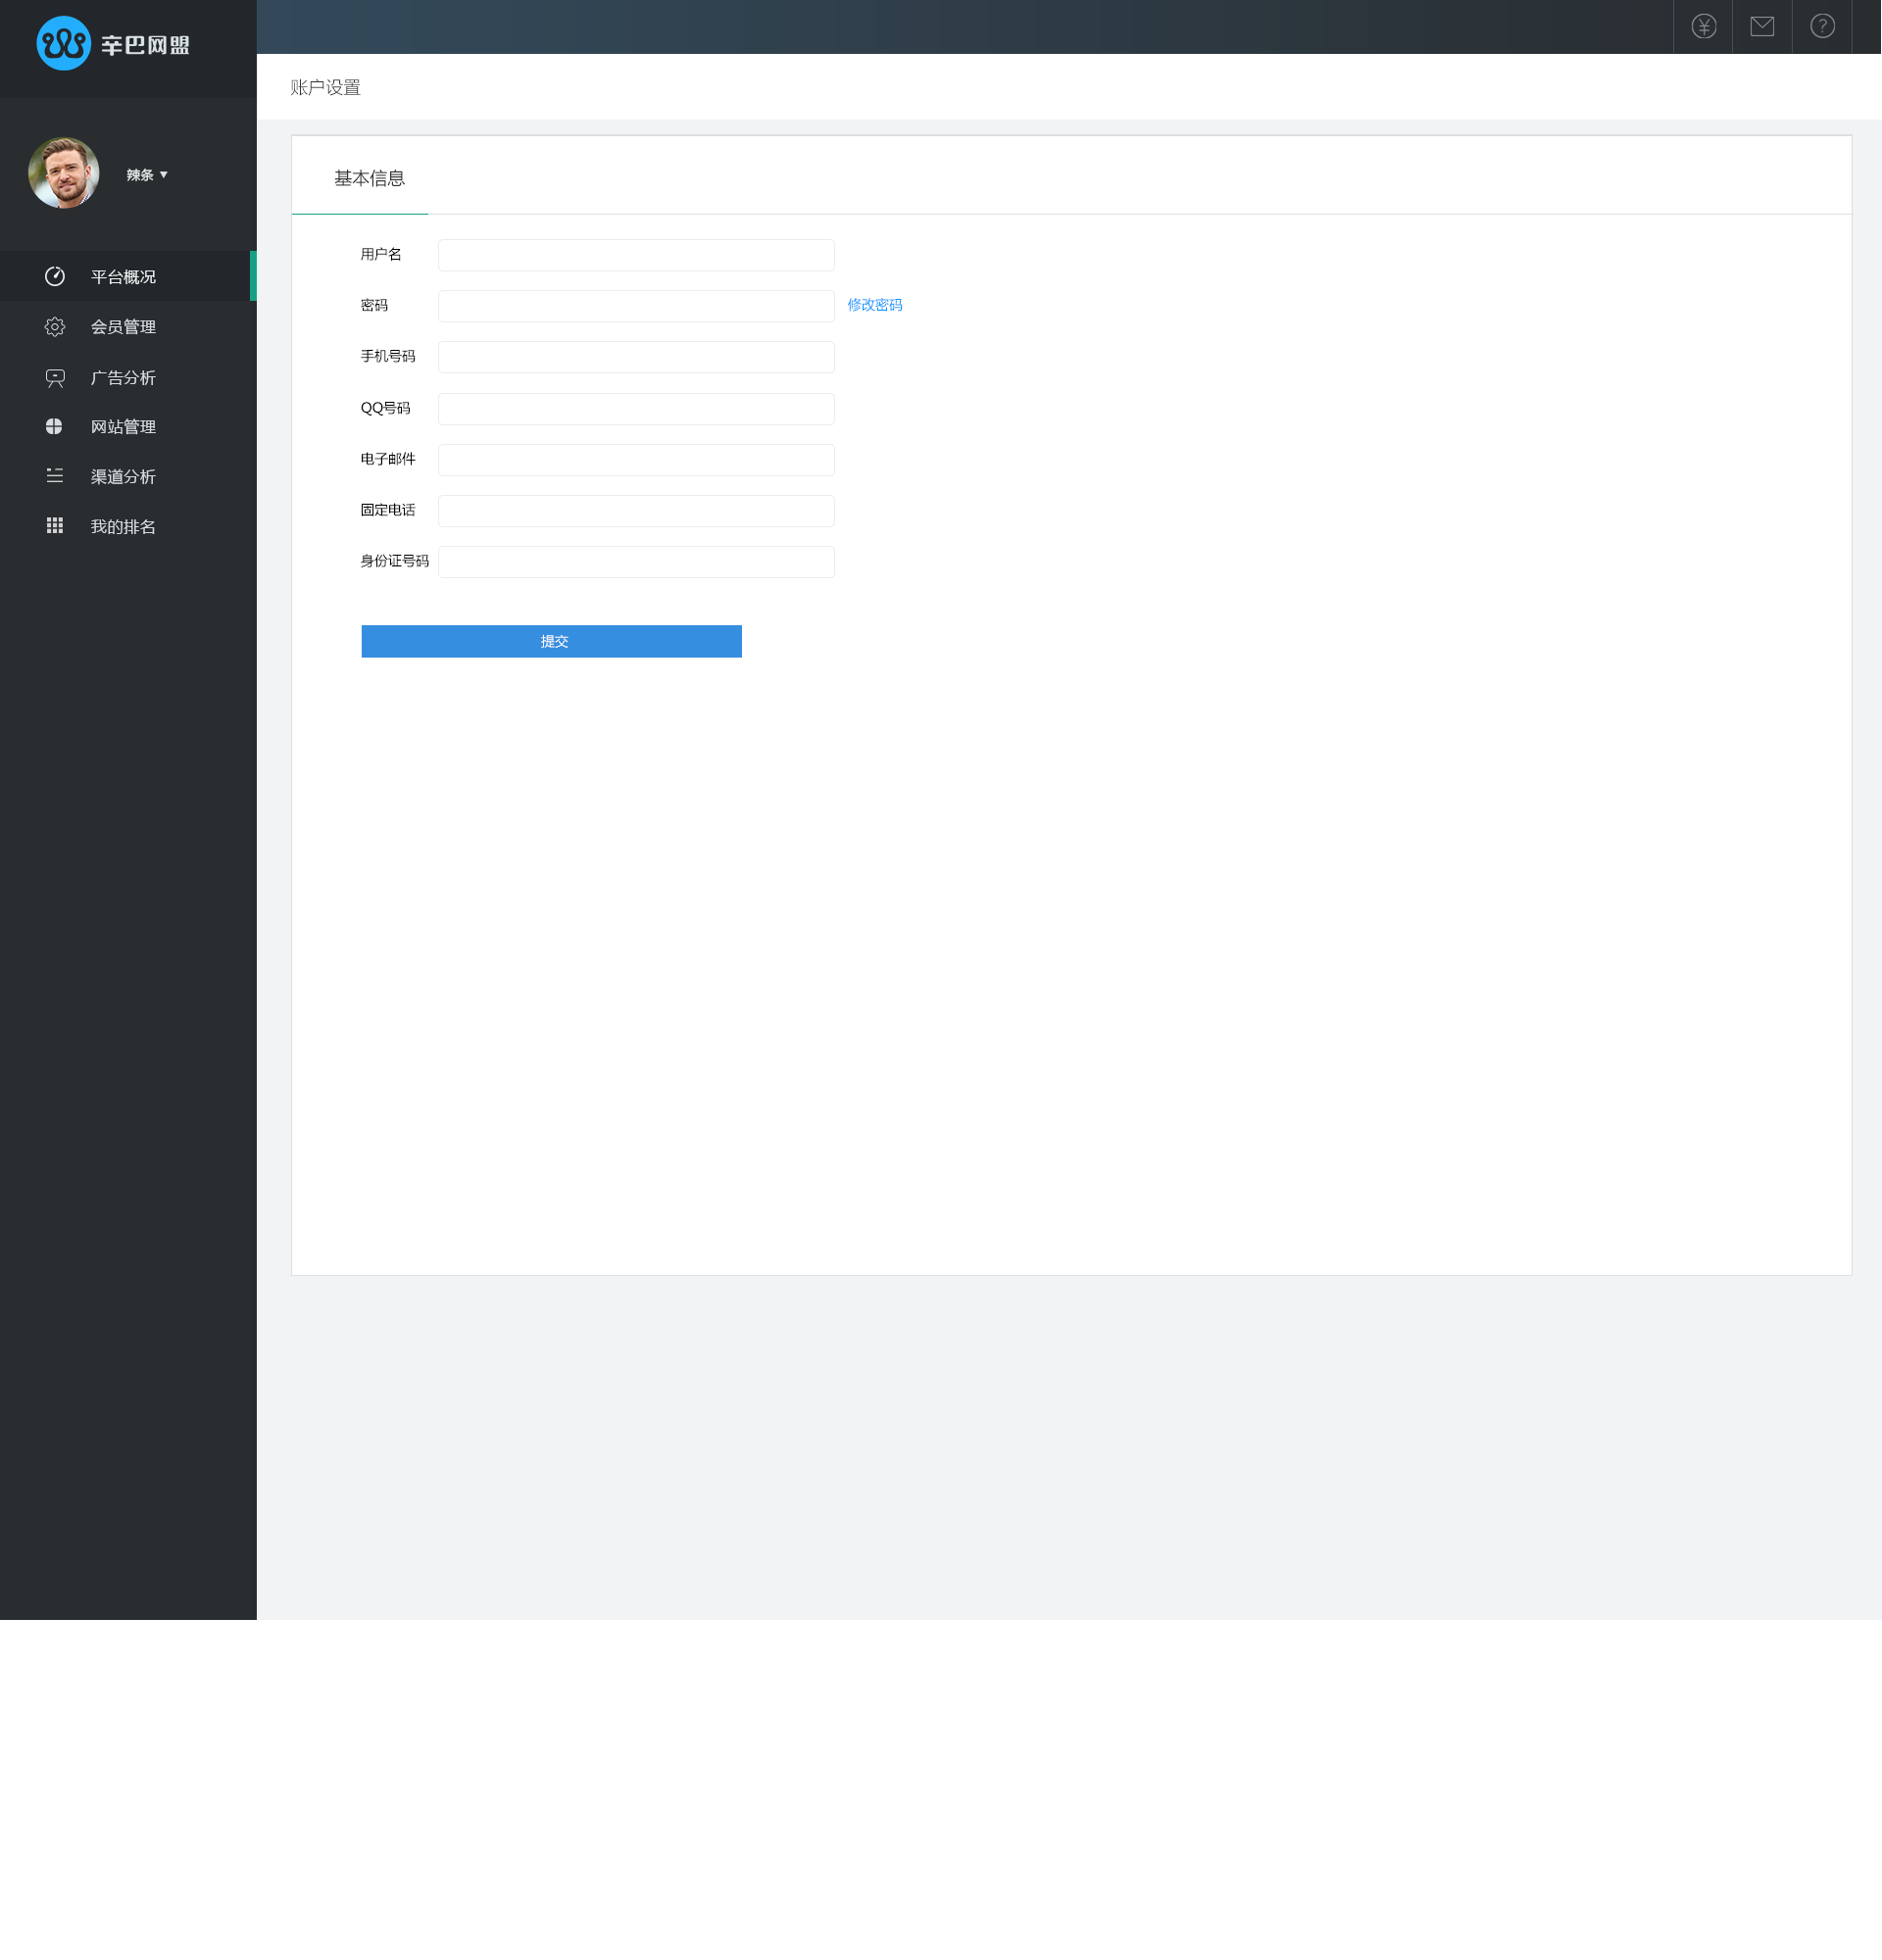 辛巴网盟
账户设置
辣条
基本信息
平台概况
会员管理
广告分析
网站管理
渠道分析
我的排名
用户名
密码 修改密码
手机号码
QQ号码
电子邮件
固定电话
身份证号码
提交